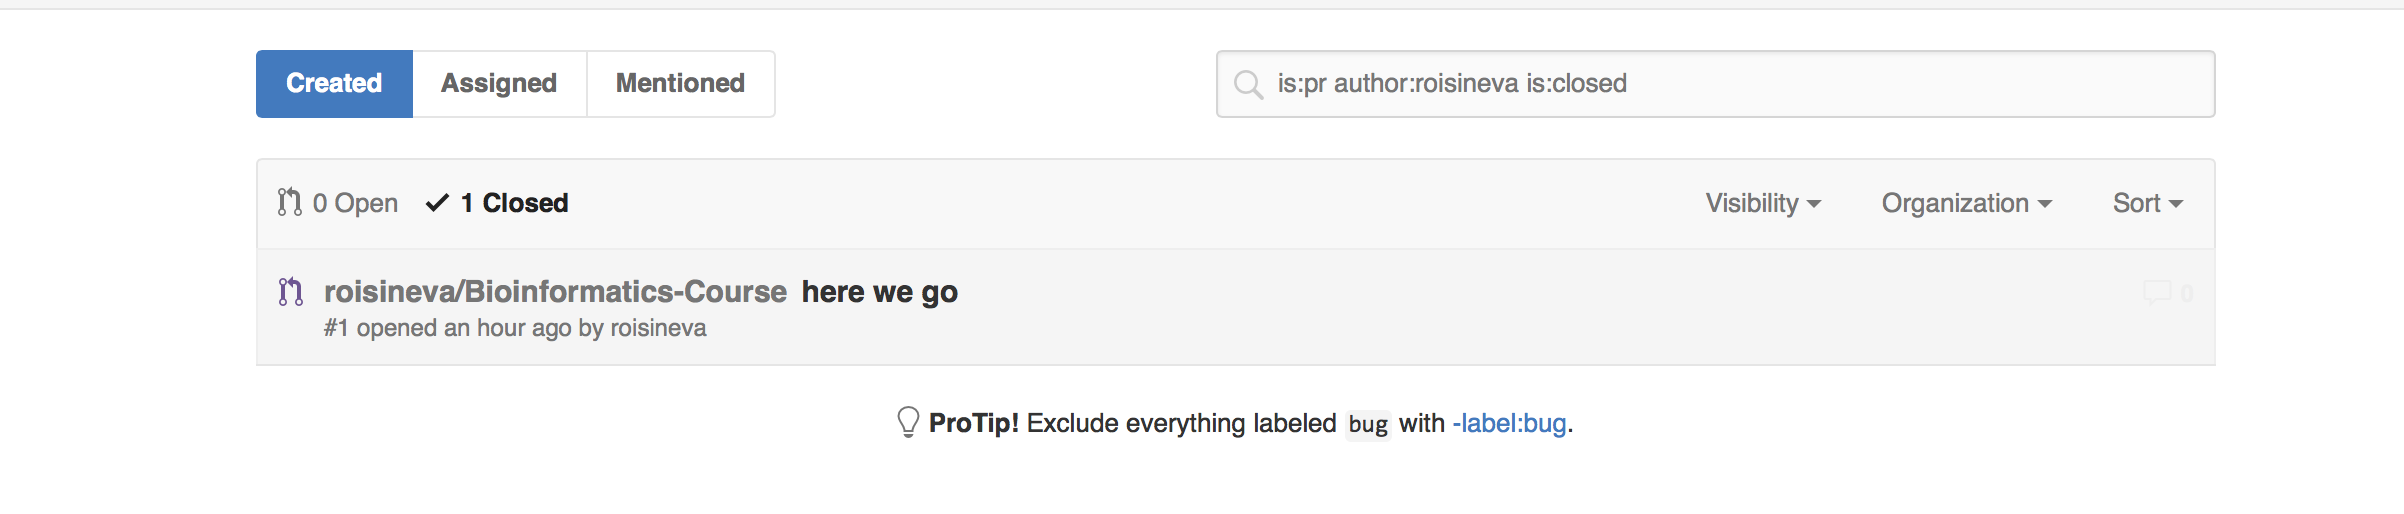 Created Assigned Mentioned is:pr author:roisineva is:closed
0 Open 1 Closed Visibility Organization Sort
roisineva/Bioinformatics-Course here we go 0
#1 opened an hour ago by roisineva
ProTip! Exclude everything labeled bug with -label:bug.